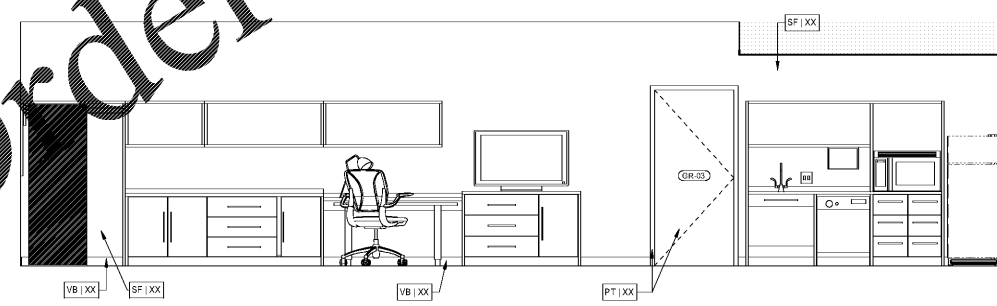 order
SF | XX
GR-03
VB | XX
SF | XX
VB | XX
PT | XX